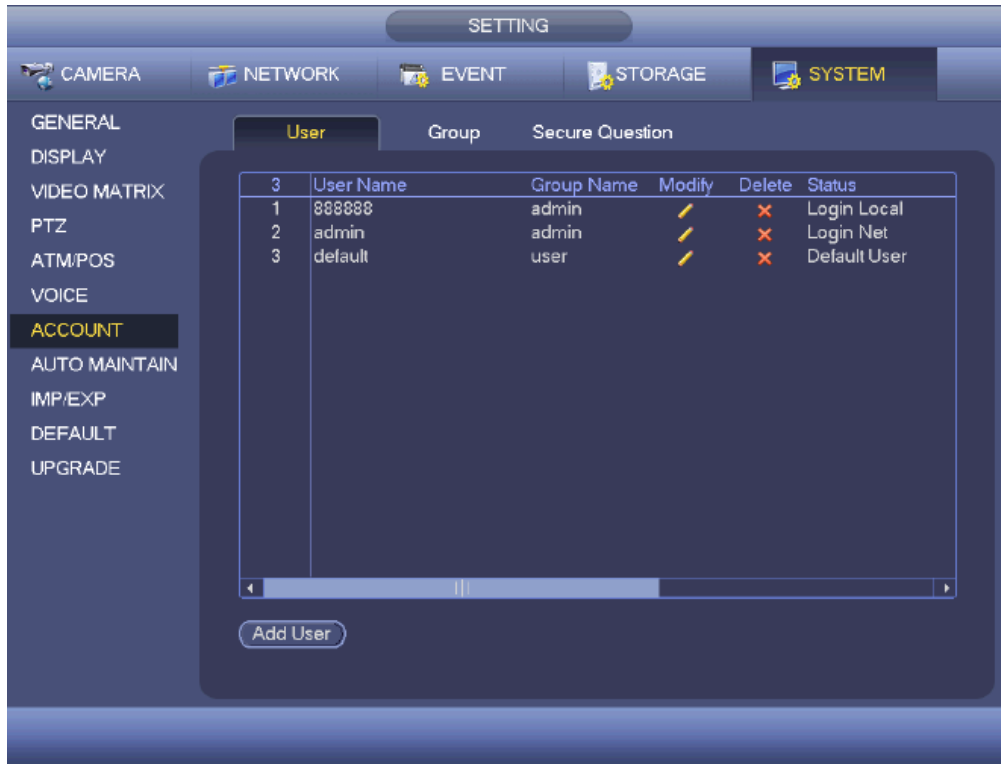 SETTING
CAMERA NETWORK EVENT STORAGE SYSTEM
GENERAL
DISPLAY
VIDEO MATRIX
PTZ
ATM/POS
VOICE
ACCOUNT
AUTO MAINTAIN
IMP/EXP
DEFAULT
UPGRADE
User Group Secure Question
3 User Name Group Name Modify Delete Status
1 888888 admin Login Local
2 admin admin Login Net
3 default user Default User
Add User